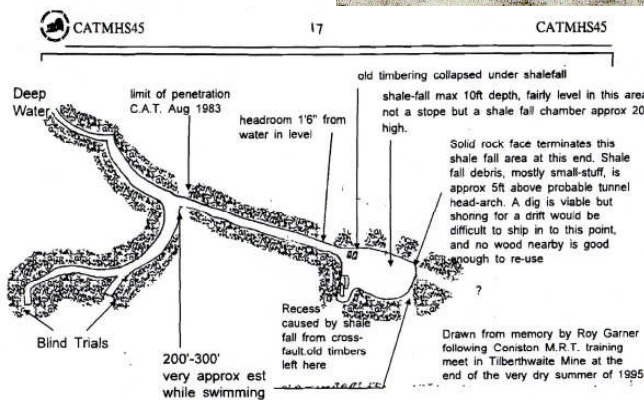 CATMHS45
17
CATMHS45
old timbering collapsed under shalefall
Deep
Water
limit of penetration
C.A.T. Aug 1983
headroom 1'6" from
water in level
shale-fall max 10ft depth, fairly level in this area
not a stope but a shale fall chamber approx 20
high.
Solid rock face terminates this
shale fall area at this end. Shale
fall debris, mostly small-stuff, is
approx 5ft above probable tunnel
head-arch. A dig is viable but
shoring for a drift would be
difficult to ship in to this point,
and no wood nearby is good
enough to re-use
?
Blind Trials
200'-300'
very approx est
while swimming
Recess
caused by shale
fall from cross-
fault.old timbers
left here
Drawn from memory by Roy Garner
following Coniston M.R.T. training
meet in Tilberthwaite Mine at the
end of the very dry summer of 1995